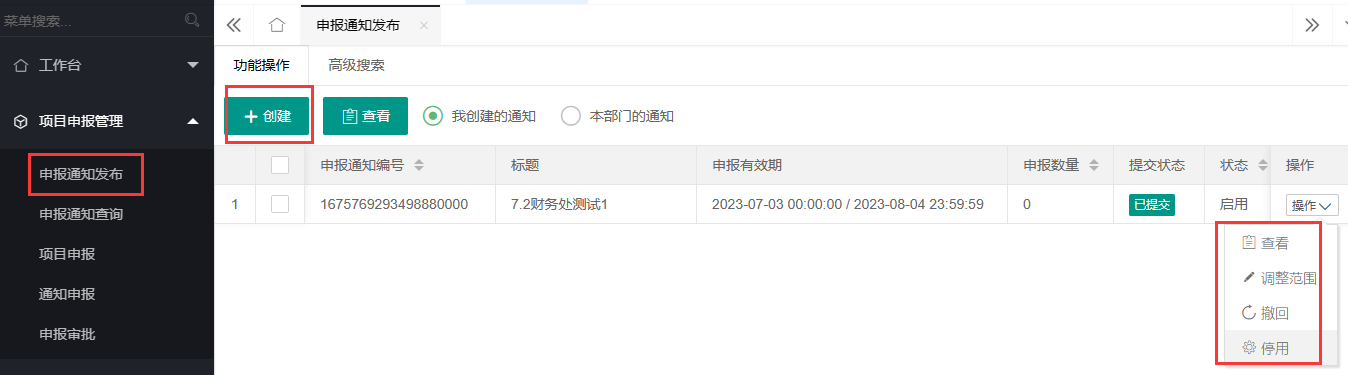 菜单搜索...
申报通知发布
工作台
功能操作 高级搜索
项目申报管理
创建 查看 我创建的通知 本部门的通知
申报通知发布
申报通知编号 标题 申报有效期 申报数量 提交状态 状态 操作
申报通知查询
1 1675769293498880000 7.2财务处测试1 2023-07-03 00:00:00 / 2023-08-04 23:59:59 0 已提交 启用 操作
项目申报
查看
通知申报
调整范围
申报审批
撤回
停用